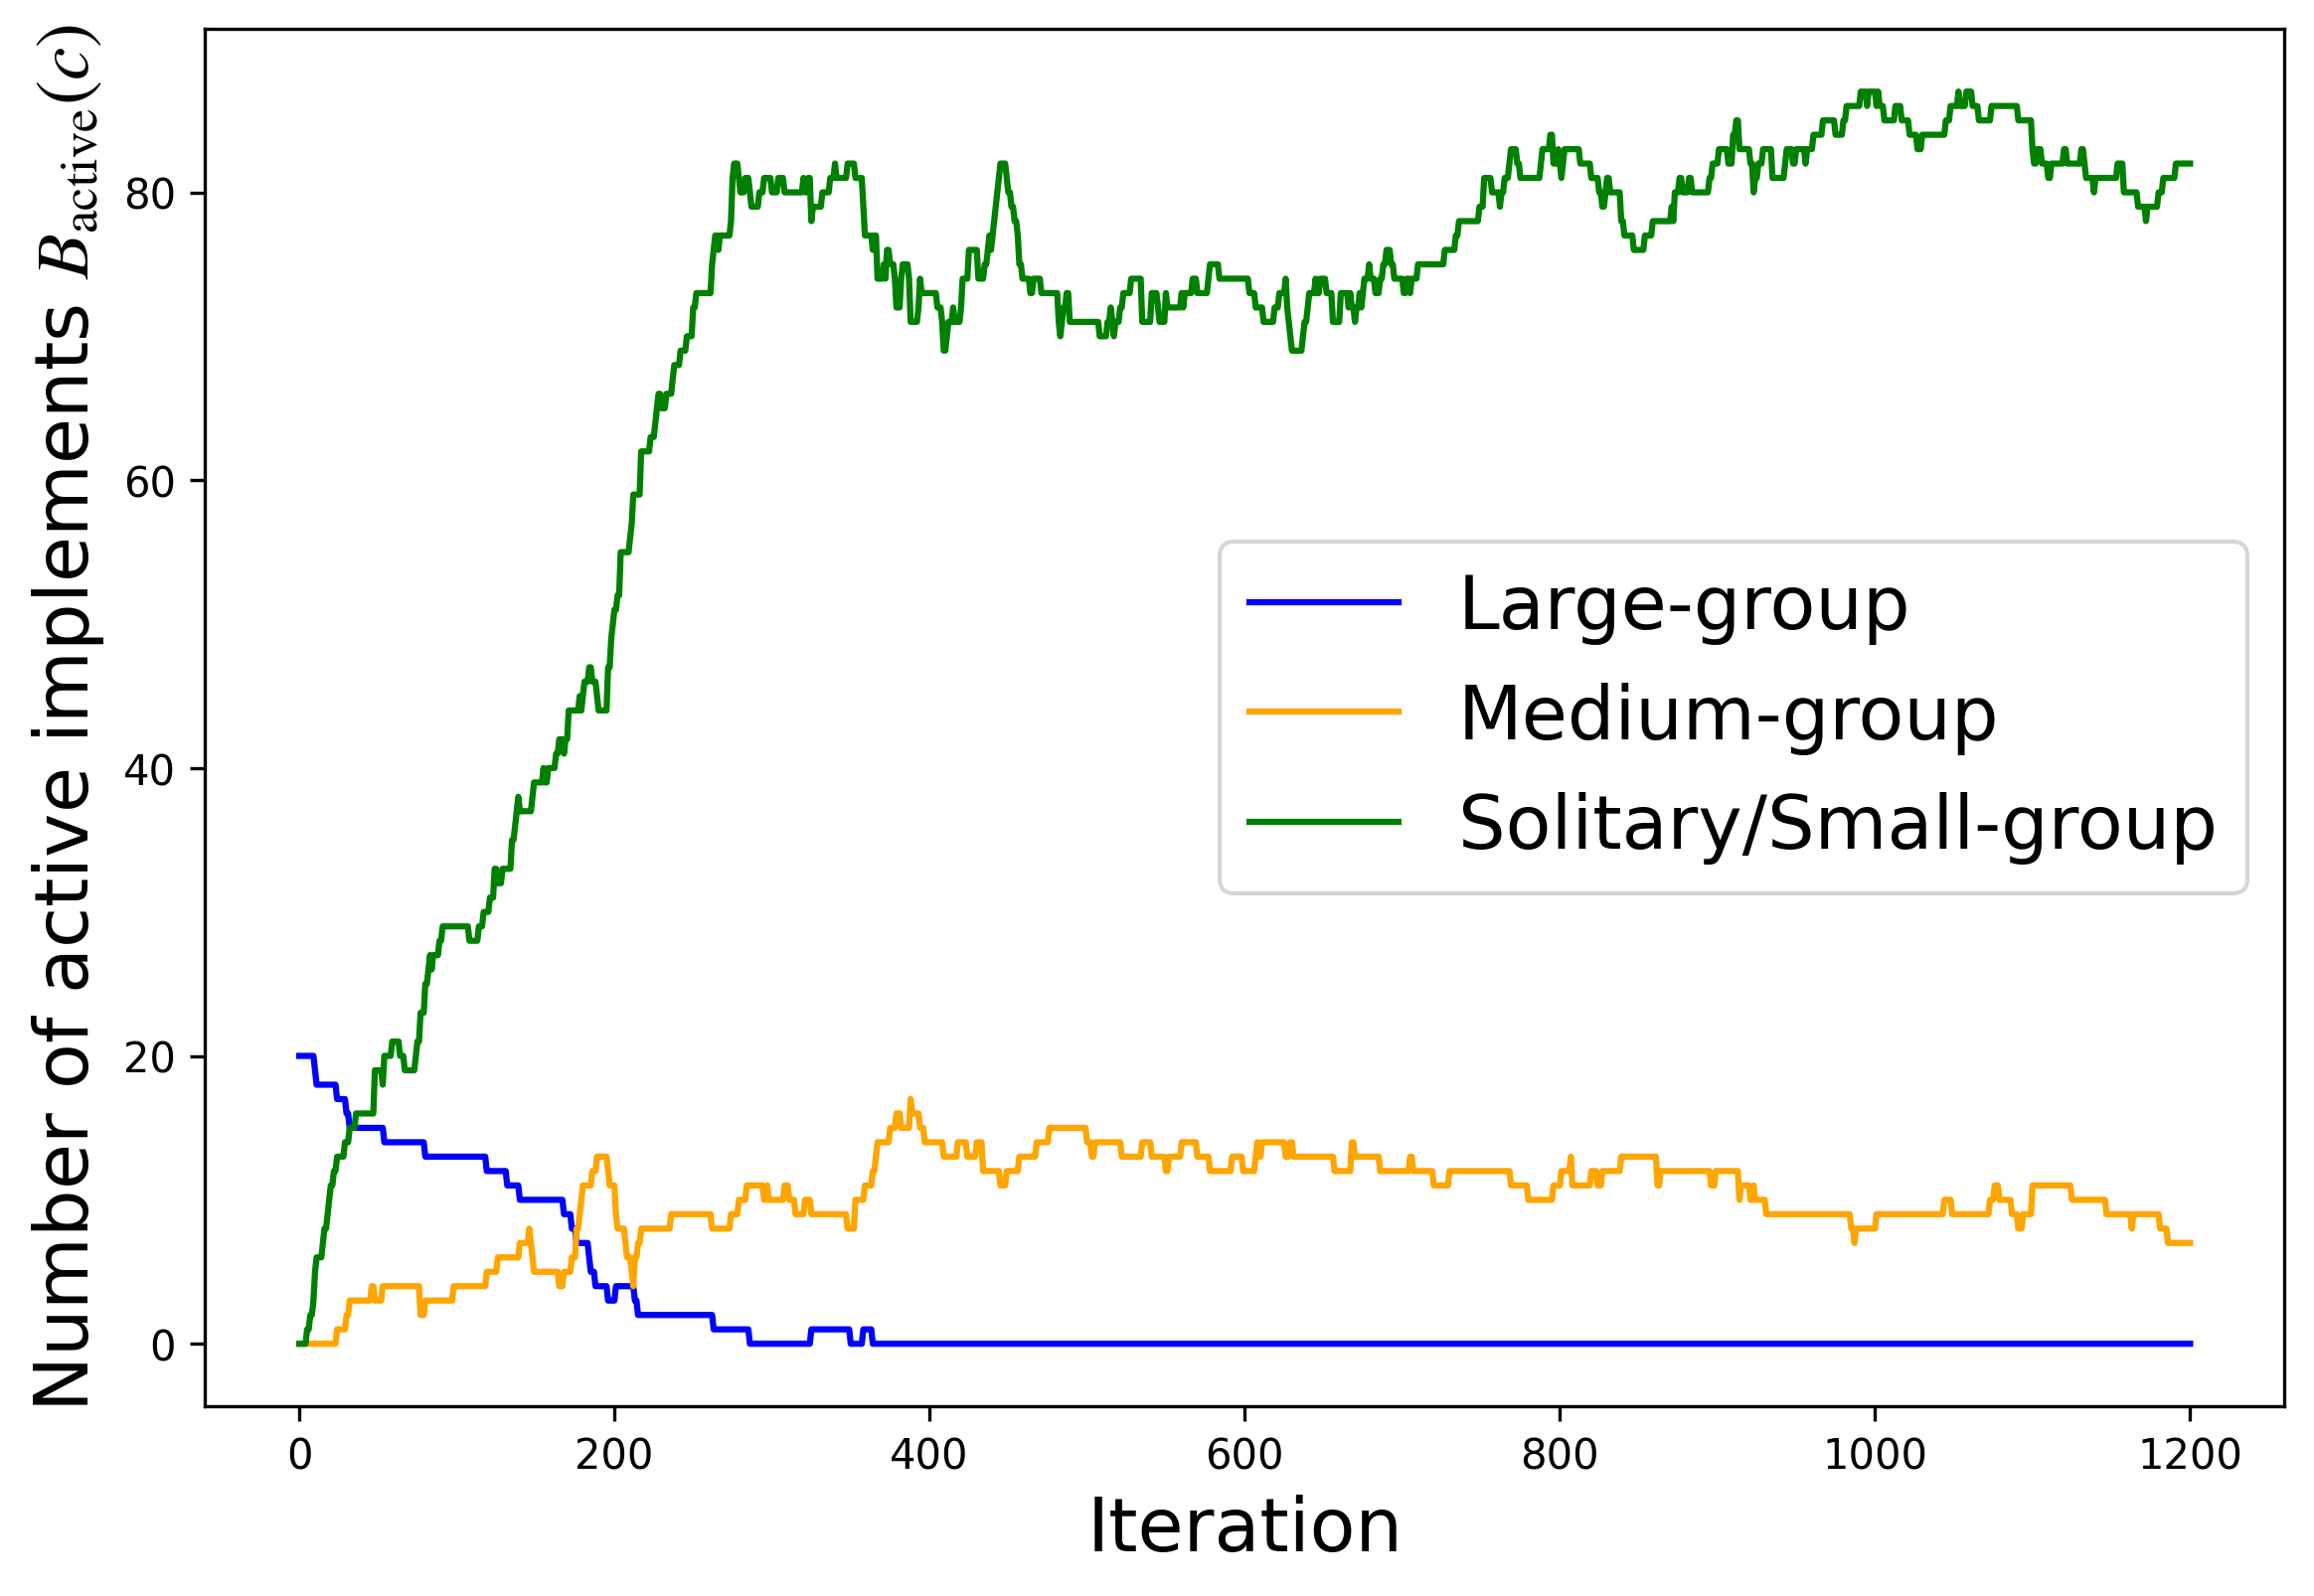 Number of active implements B_active(c)
80
60
40
20
0
Large-group
Medium-group
Solitary/Small-group
0 200 400 600 800 1000 1200
Iteration